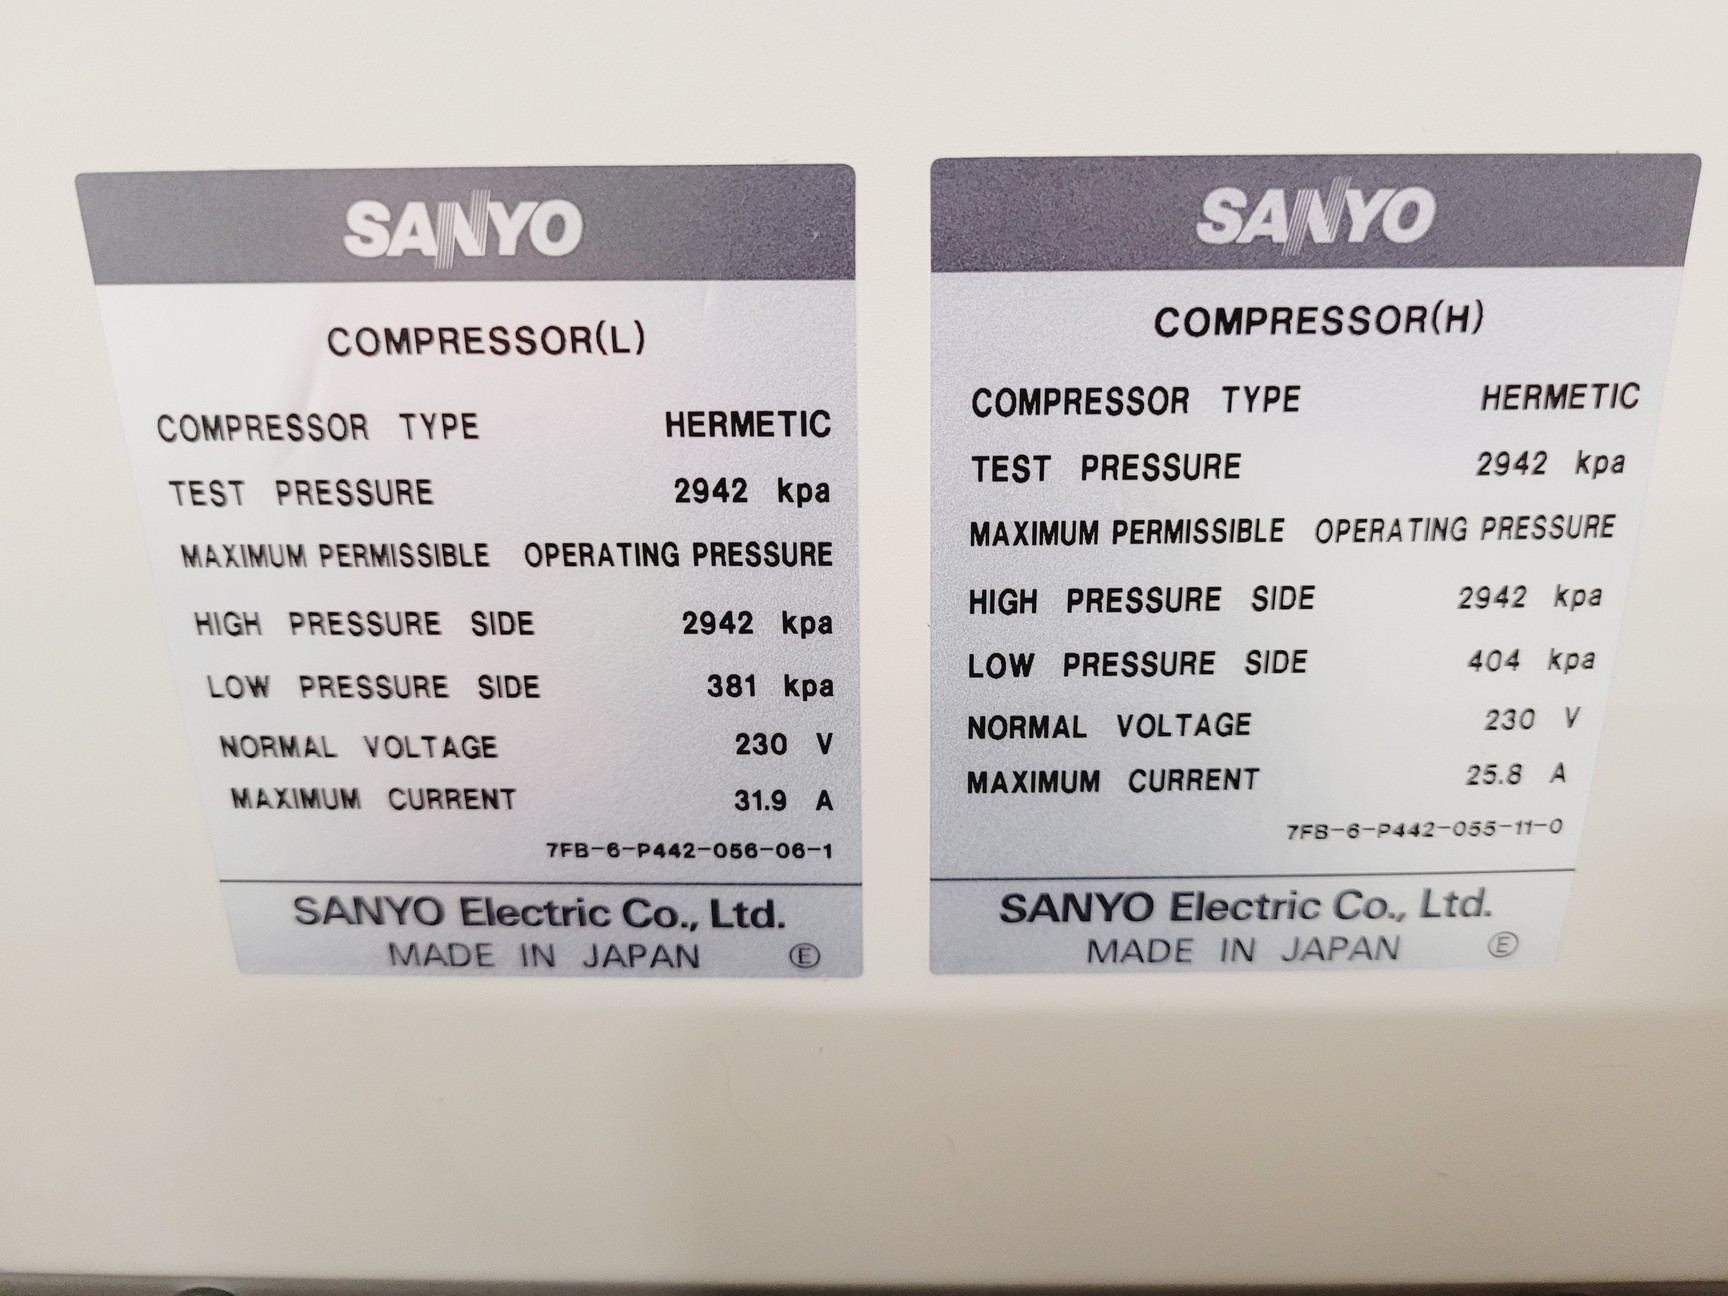 SANYO
COMPRESSOR(L)
COMPRESSOR TYPE HERMETIC
TEST PRESSURE 2942 kpa
MAXIMUM PERMISSIBLE OPERATING PRESSURE
HIGH PRESSURE SIDE 2942 kpa
LOW PRESSURE SIDE 381 kpa
NORMAL VOLTAGE 230 V
MAXIMUM CURRENT 31.9 A
7FB-6-P442-056-06-1
SANYO Electric Co., Ltd.
MADE IN JAPAN Ⓔ
SANYO
COMPRESSOR(H)
COMPRESSOR TYPE HERMETIC
TEST PRESSURE 2942 kpa
MAXIMUM PERMISSIBLE OPERATING PRESSURE
HIGH PRESSURE SIDE 2942 kpa
LOW PRESSURE SIDE 404 kpa
NORMAL VOLTAGE 230 V
MAXIMUM CURRENT 25.8 A
7FB-6-P442-055-11-0
SANYO Electric Co., Ltd.
MADE IN JAPAN Ⓔ